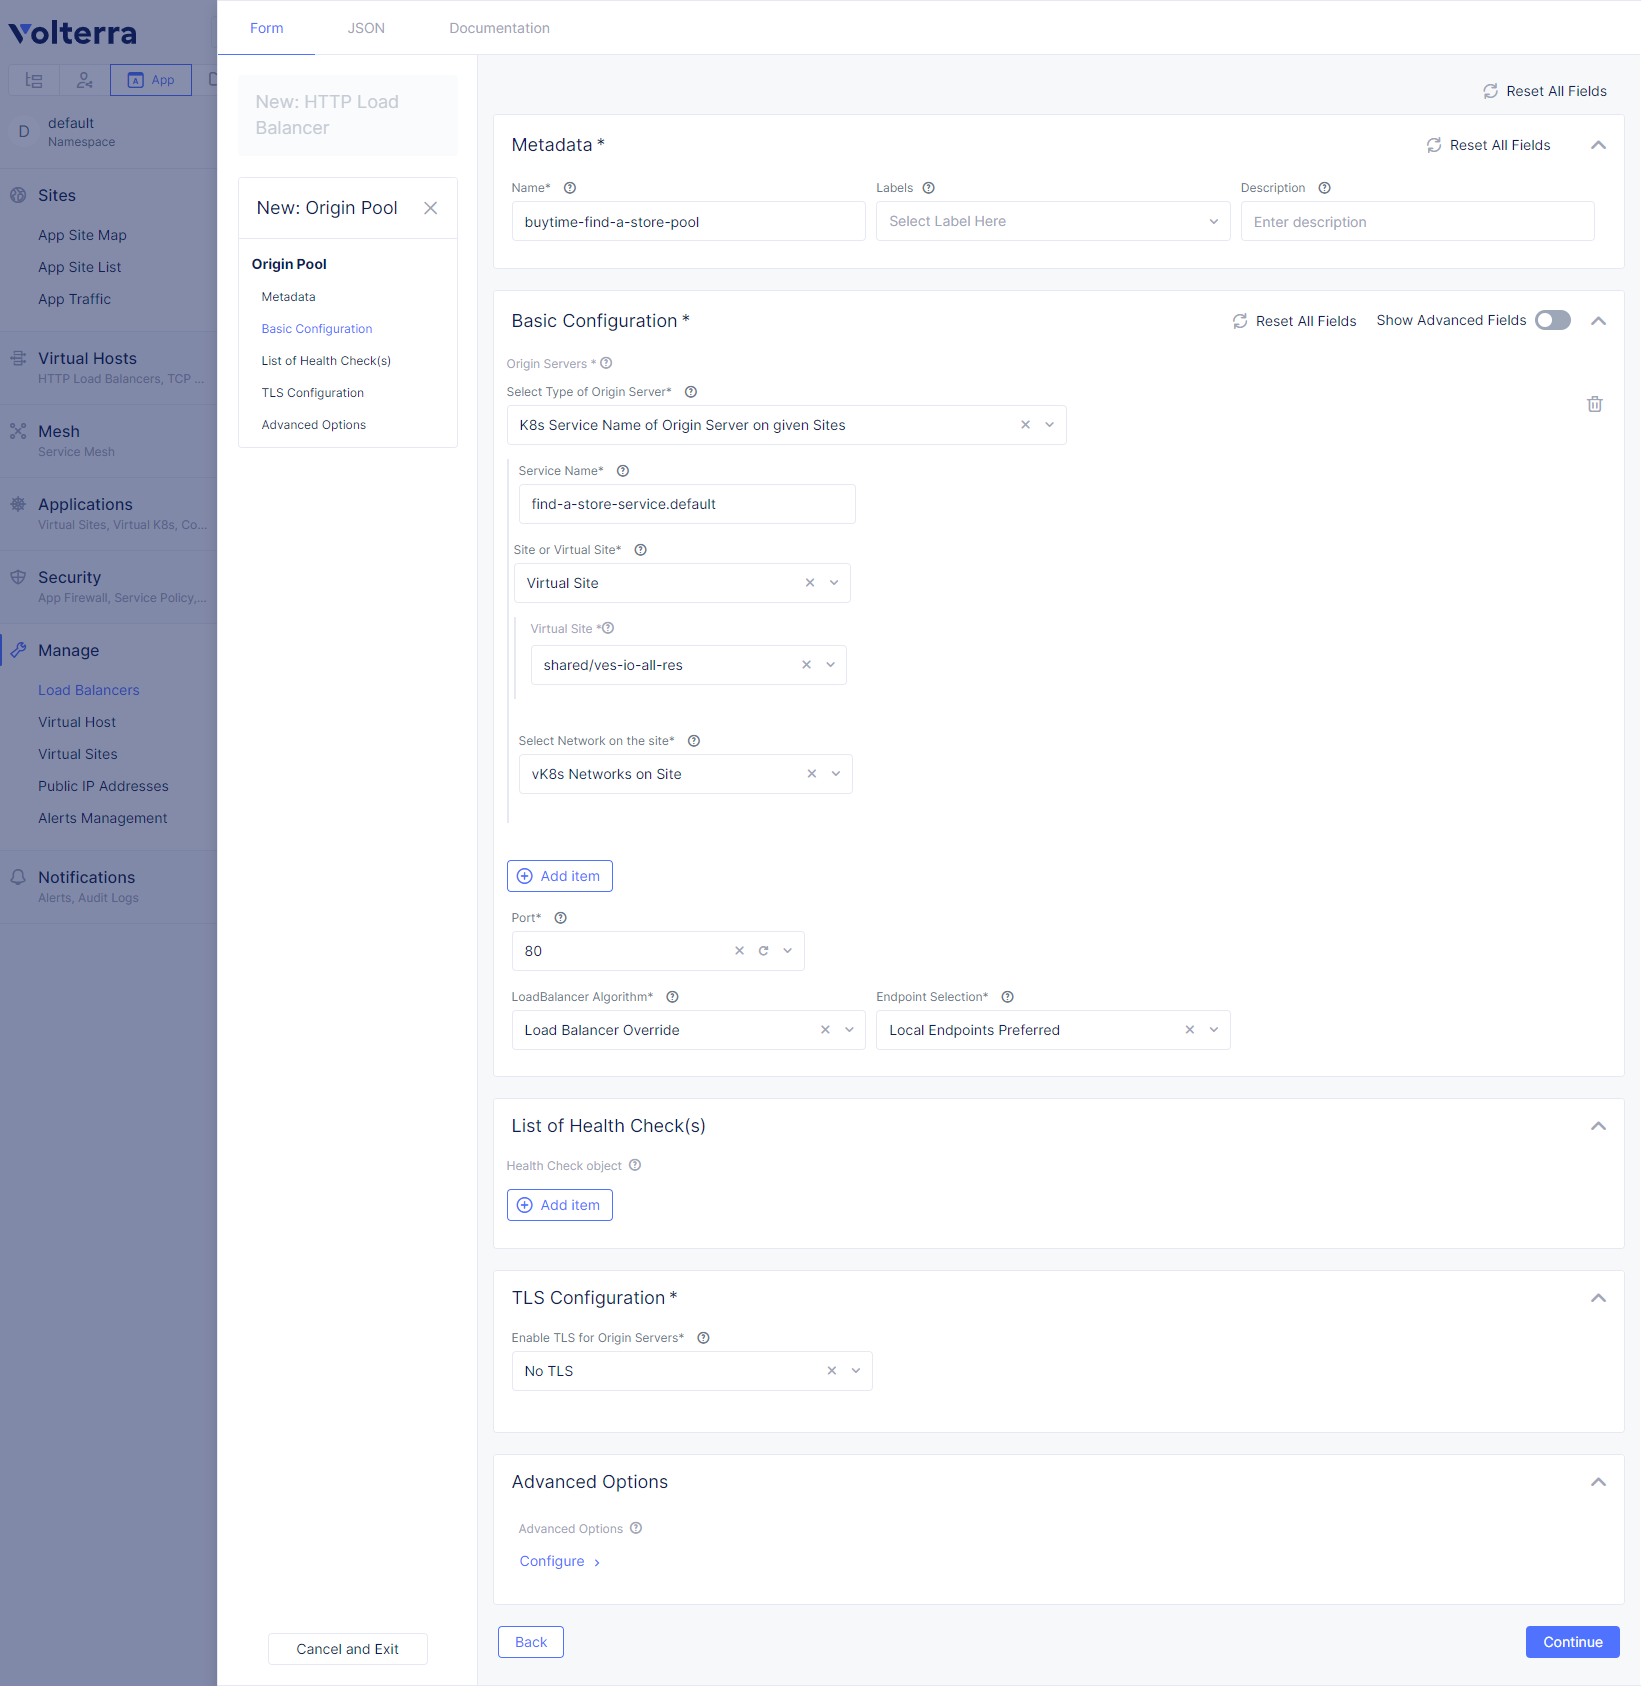 Volterra
App
D
default
Namespace
Sites
App Site Map
App Site List
App Traffic
Virtual Hosts
HTTP Load Balancers, TCP ...
Mesh
Service Mesh
Applications
Virtual Sites, Virtual K8s, Co...
Security
App Firewall, Service Policy,...
Manage
Load Balancers
Virtual Host
Virtual Sites
Public IP Addresses
Alerts Management
Notifications
Alerts, Audit Logs
Form JSON Documentation
New: HTTP Load
Balancer
New: Origin Pool
Origin Pool
Metadata
Basic Configuration
List of Health Check(s)
TLS Configuration
Advanced Options
Cancel and Exit
Reset All Fields
Metadata *
Reset All Fields
Name* Labels Description
buytime-find-a-store-pool Select Label Here Enter description
Basic Configuration *
Reset All Fields Show Advanced Fields
Origin Servers *
Select Type of Origin Server*
K8s Service Name of Origin Server on given Sites
Service Name*
find-a-store-service.default
Site or Virtual Site*
Virtual Site
Virtual Site *
shared/ves-io-all-res
Select Network on the site*
vK8s Networks on Site
Add item
Port*
80
LoadBalancer Algorithm* Endpoint Selection*
Load Balancer Override Local Endpoints Preferred
List of Health Check(s)
Health Check object
Add item
TLS Configuration *
Enable TLS for Origin Servers*
No TLS
Advanced Options
Advanced Options
Configure
Back Continue